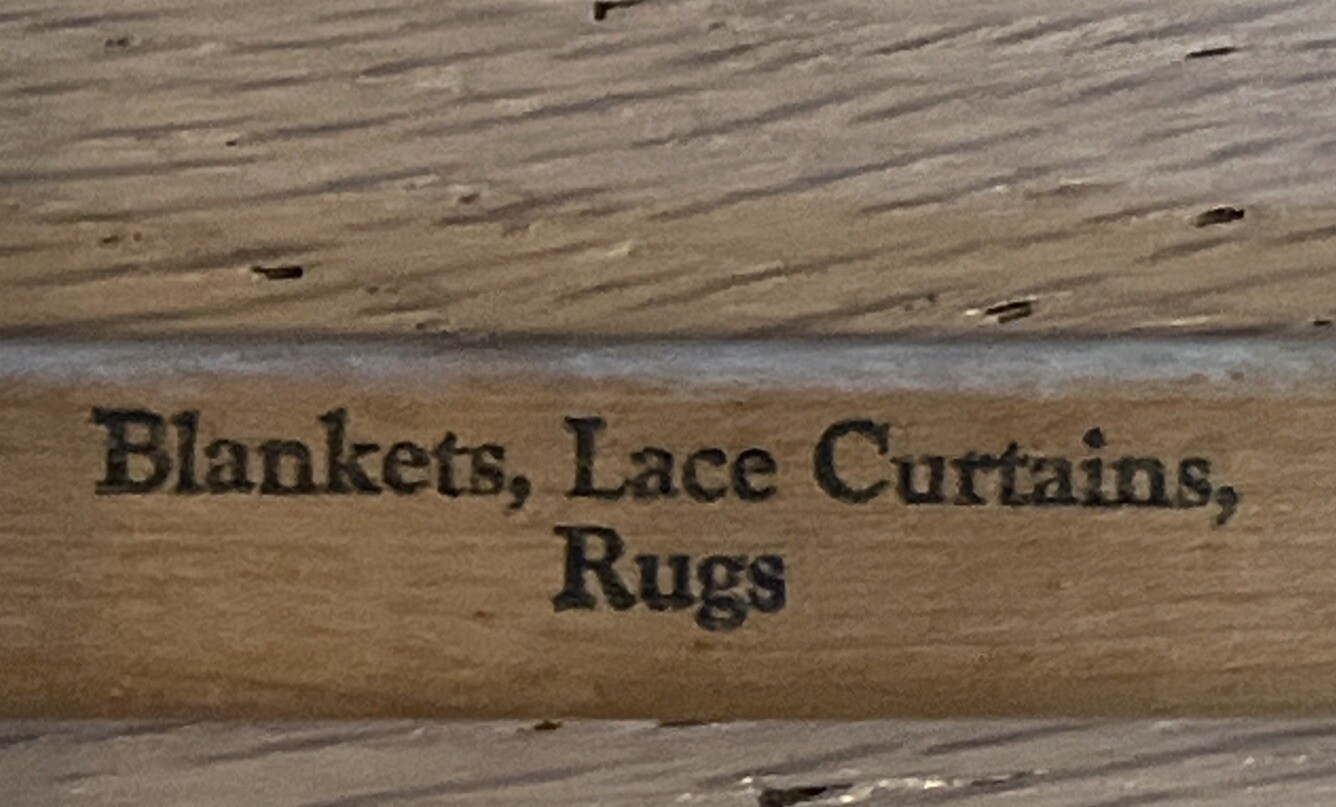 Blankets, Lace Curtains,
Rugs